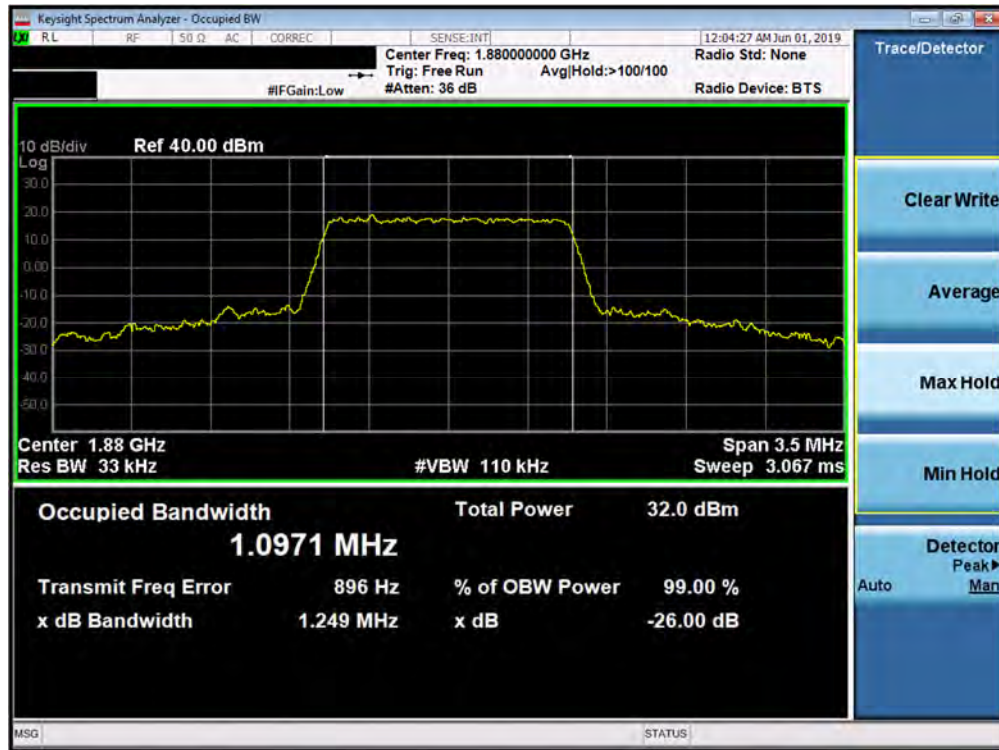 Keysight Spectrum Analyzer - Occupied BW
LXI RL RF 50 Ω AC CORREC SENSE:INT 12:04:27 AM Jun 01, 2019
Center Freq: 1.880000000 GHz Radio Std: None
Trig: Free Run Avg|Hold:>100/100
#IFGain:Low #Atten: 36 dB Radio Device: BTS
Trace/Detector
10 dB/div Ref 40.00 dBm
Log
30.0
20.0
10.0
0.00
-10.0
-20.0
-30.0
-40.0
-50.0
Center 1.88 GHz Span 3.5 MHz
Res BW 33 kHz #VBW 110 kHz Sweep 3.067 ms
Occupied Bandwidth Total Power 32.0 dBm
1.0971 MHz
Transmit Freq Error 896 Hz % of OBW Power 99.00 %
x dB Bandwidth 1.249 MHz x dB -26.00 dB
Clear Write
Average
Max Hold
Min Hold
Detector
Peak▶
Auto Man
MSG STATUS